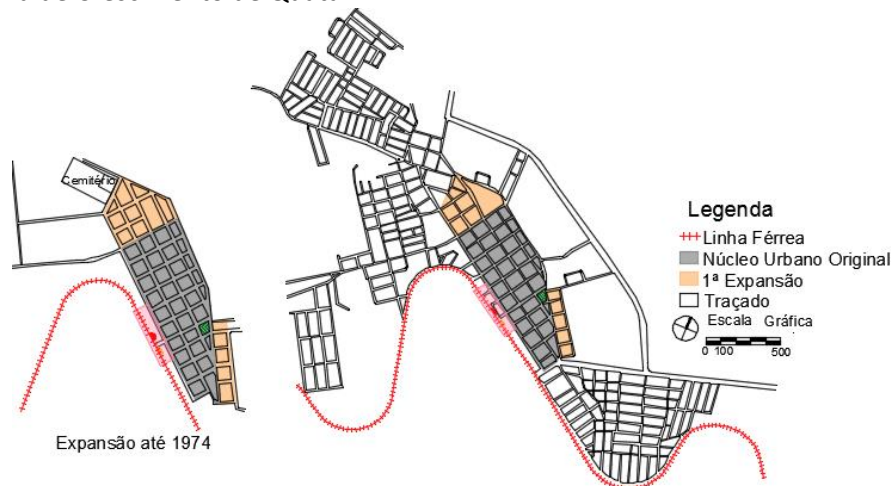 Cemitério
Expansão até 1974
Legenda
Linha Férrea
Núcleo Urbano Original
1ª Expansão
Traçado
Escala Gráfica
0 100 500